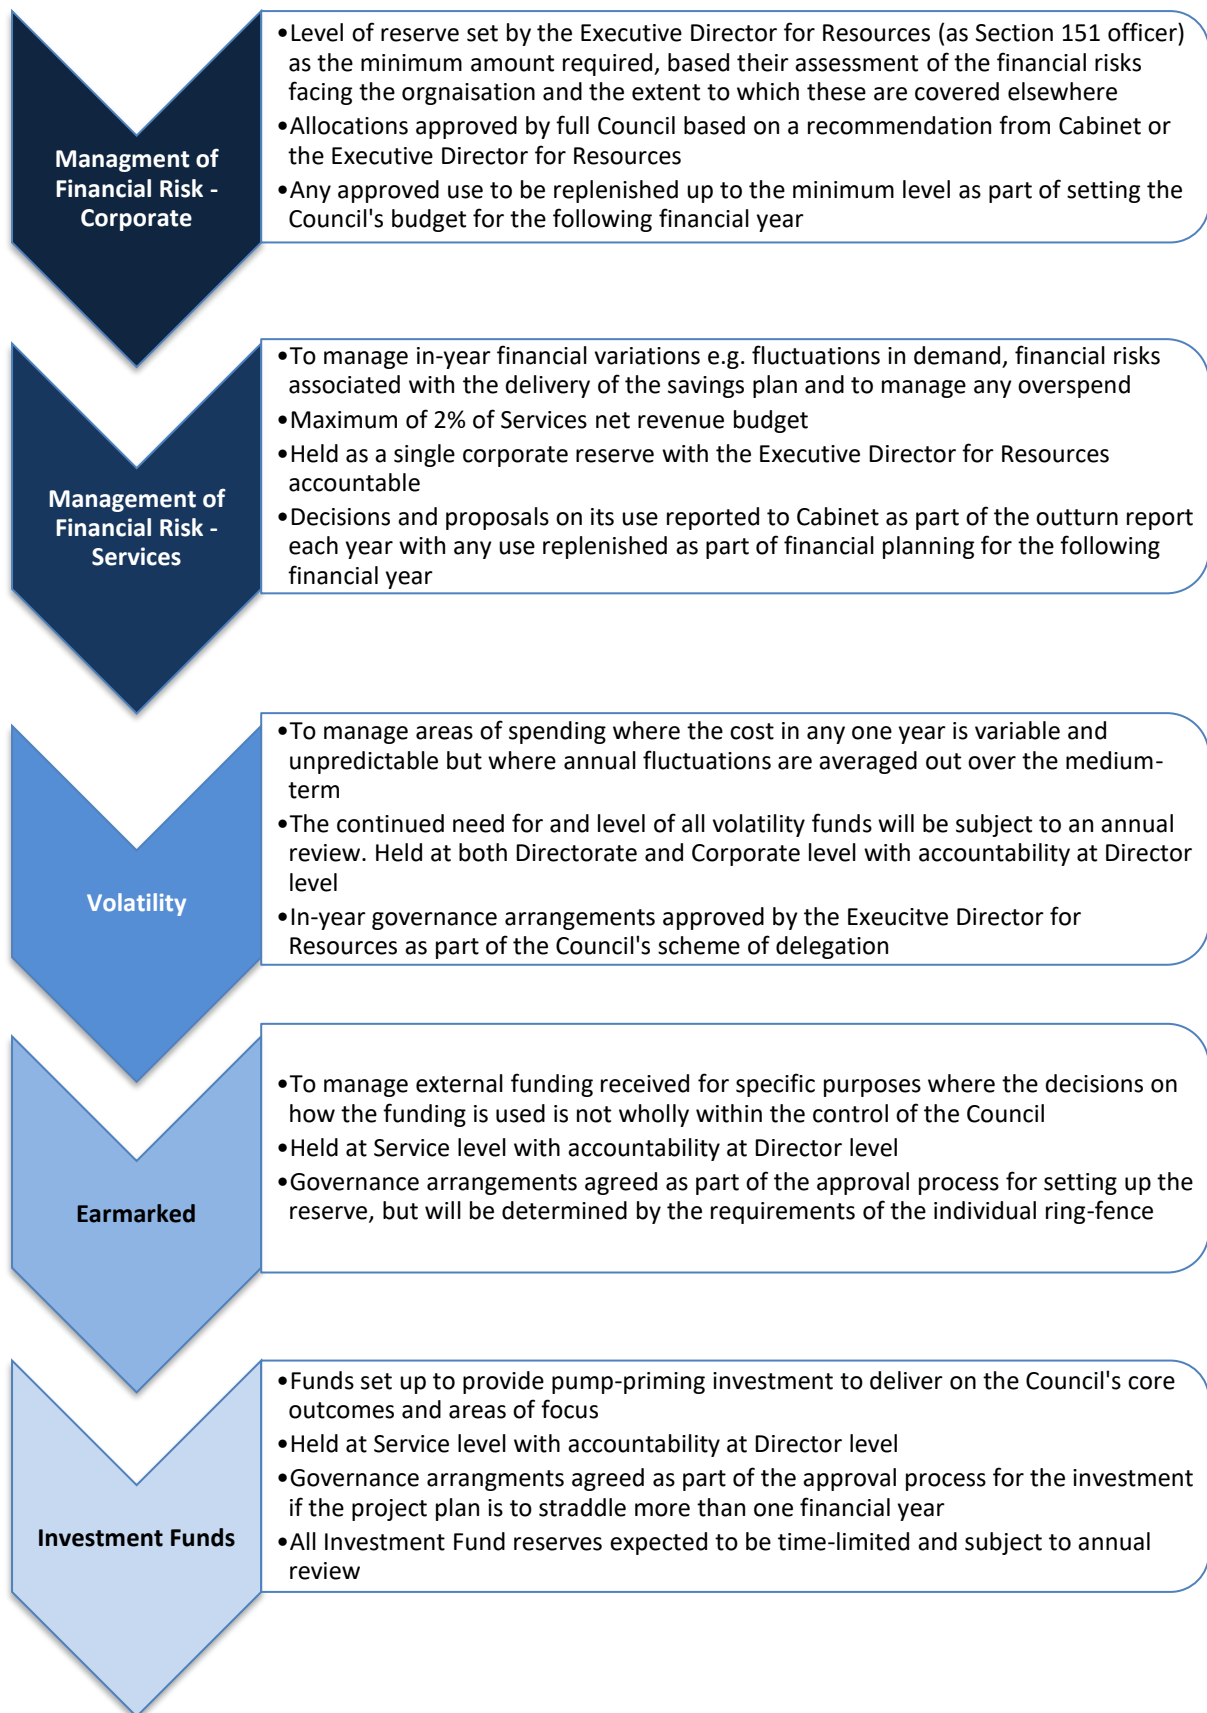 Managment of
Financial Risk -
Corporate
•Level of reserve set by the Executive Director for Resources (as Section 151 officer)
as the minimum amount required, based their assessment of the financial risks
facing the orgnaisation and the extent to which these are covered elsewhere
•Allocations approved by full Council based on a recommendation from Cabinet or
the Executive Director for Resources
•Any approved use to be replenished up to the minimum level as part of setting the
Council's budget for the following financial year
Management of
Financial Risk -
Services
•To manage in-year financial variations e.g. fluctuations in demand, financial risks
associated with the delivery of the savings plan and to manage any overspend
•Maximum of 2% of Services net revenue budget
•Held as a single corporate reserve with the Executive Director for Resources
accountable
•Decisions and proposals on its use reported to Cabinet as part of the outturn report
each year with any use replenished as part of financial planning for the following
financial year
Volatility
•To manage areas of spending where the cost in any one year is variable and
unpredictable but where annual fluctuations are averaged out over the medium-
term
•The continued need for and level of all volatility funds will be subject to an annual
review. Held at both Directorate and Corporate level with accountability at Director
level
•In-year governance arrangements approved by the Exeucitve Director for
Resources as part of the Council's scheme of delegation
Earmarked
•To manage external funding received for specific purposes where the decisions on
how the funding is used is not wholly within the control of the Council
•Held at Service level with accountability at Director level
•Governance arrangements agreed as part of the approval process for setting up the
reserve, but will be determined by the requirements of the individual ring-fence
Investment Funds
•Funds set up to provide pump-priming investment to deliver on the Council's core
outcomes and areas of focus
•Held at Service level with accountability at Director level
•Governance arrangments agreed as part of the approval process for the investment
if the project plan is to straddle more than one financial year
•All Investment Fund reserves expected to be time-limited and subject to annual
review